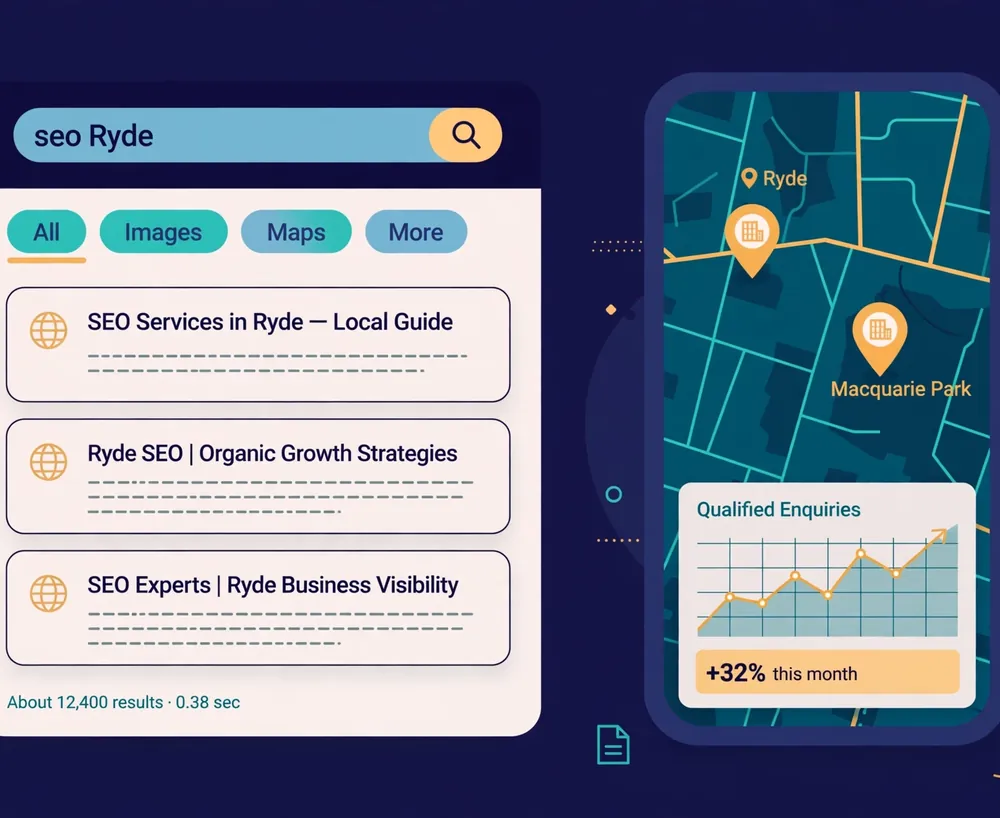 seo Ryde
All
Images
Maps
More
SEO Services in Ryde — Local Guide
Ryde SEO | Organic Growth Strategies
SEO Experts | Ryde Business Visibility
About 12,400 results · 0.38 sec
Ryde
Macquarie Park
Qualified Enquiries
+32% this month